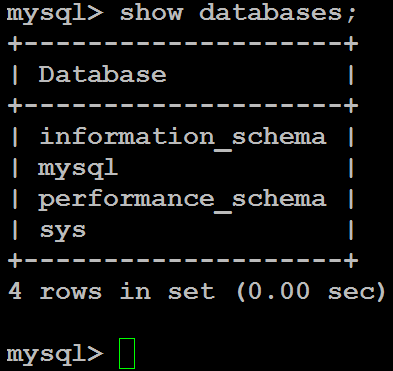 mysql> show databases;
+--------------------+
| Database           |
+--------------------+
| information_schema |
| mysql              |
| performance_schema |
| sys                |
+--------------------+
4 rows in set (0.00 sec)
mysql>